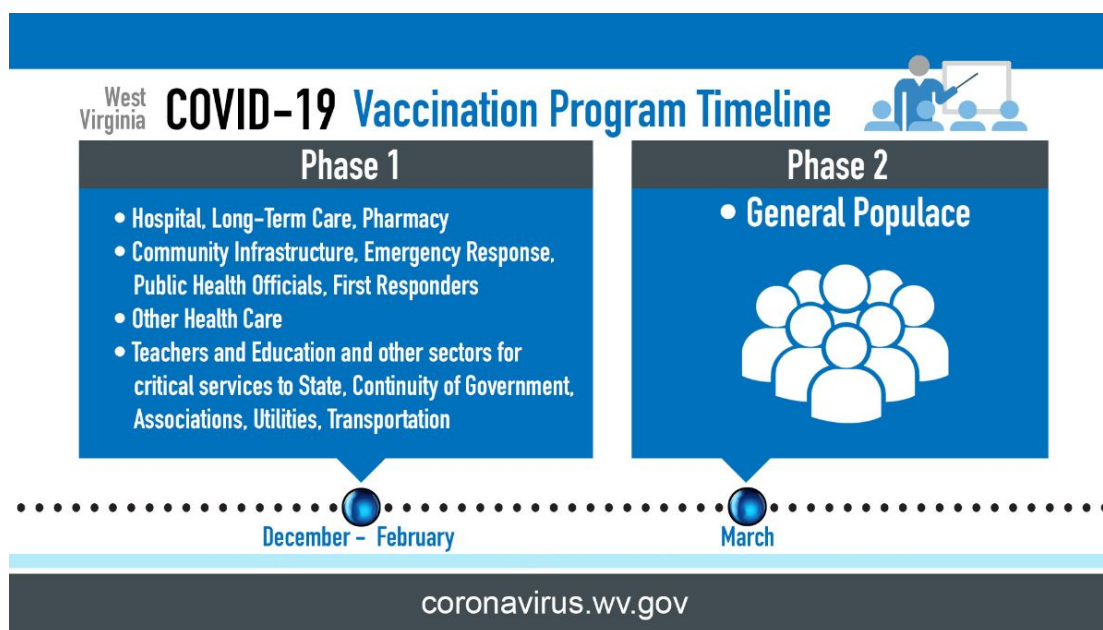 West
Virginia
COVID-19 Vaccination Program Timeline
Phase 1
• Hospital, Long-Term Care, Pharmacy
• Community Infrastructure, Emergency Response,
Public Health Officials, First Responders
• Other Health Care
• Teachers and Education and other sectors for
critical services to State, Continuity of Government,
Associations, Utilities, Transportation
December - February
Phase 2
• General Populace
March
coronavirus.wv.gov